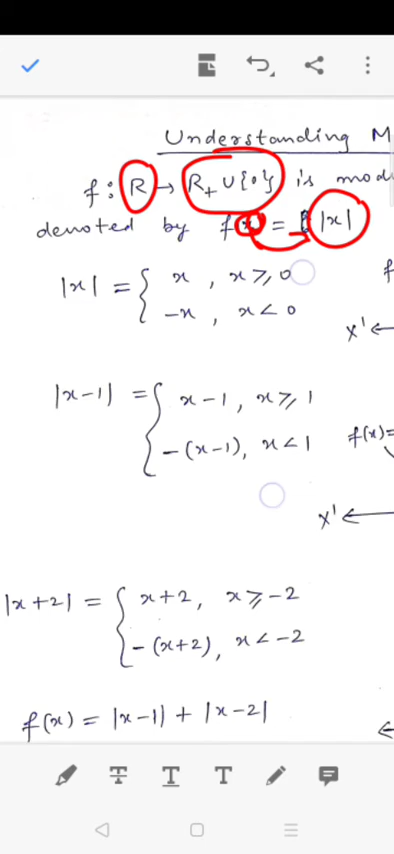 Understanding M
f : R → R₊ ∪ {0} is mod
denoted by f(x) = |x|
|x| = { x , x ⩾ 0
-x , x < 0
f
x'←
|x-1| = { x-1 , x ⩾ 1
-(x-1), x < 1
f(x)=
x'←
|x+2| = { x+2, x ⩾ -2
-(x+2), x < -2
f(x) = |x-1| + |x-2|
T T T